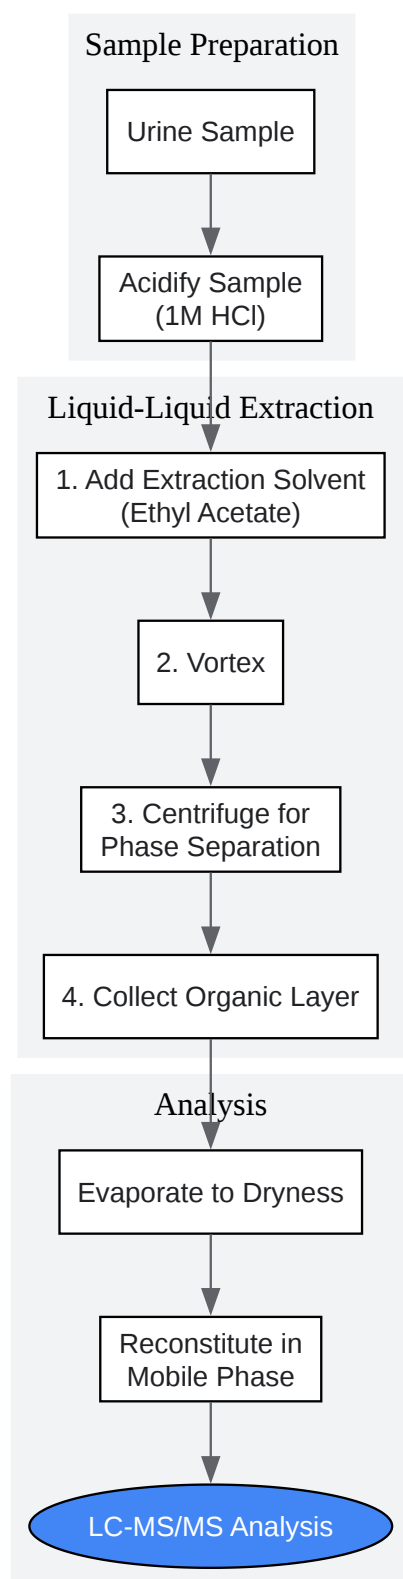 Sample Preparation
Urine Sample
Acidify Sample
(1M HCl)
Liquid-Liquid Extraction
1. Add Extraction Solvent
(Ethyl Acetate)
2. Vortex
3. Centrifuge for
Phase Separation
4. Collect Organic Layer
Analysis
Evaporate to Dryness
Reconstitute in
Mobile Phase
LC-MS/MS Analysis